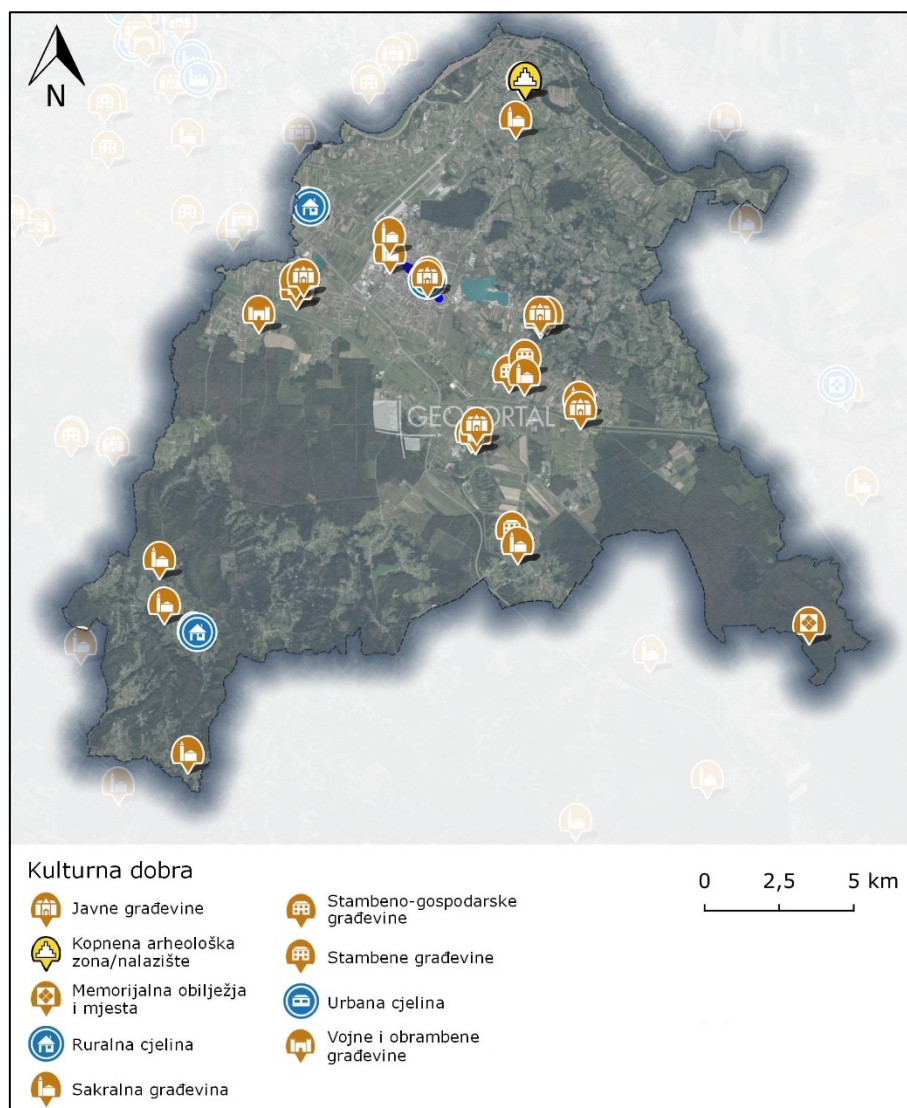 N
GEOPORTAL
Kulturna dobra
Javne građevine
Kopnena arheološka
zona/nalazište
Memorijalna obilježja
i mjesta
Ruralna cjelina
Sakralna građevina
Stambeno-gospodarske
građevine
Stambene građevine
Urbana cjelina
Vojne i obrambene
građevine
0 2,5 5 km